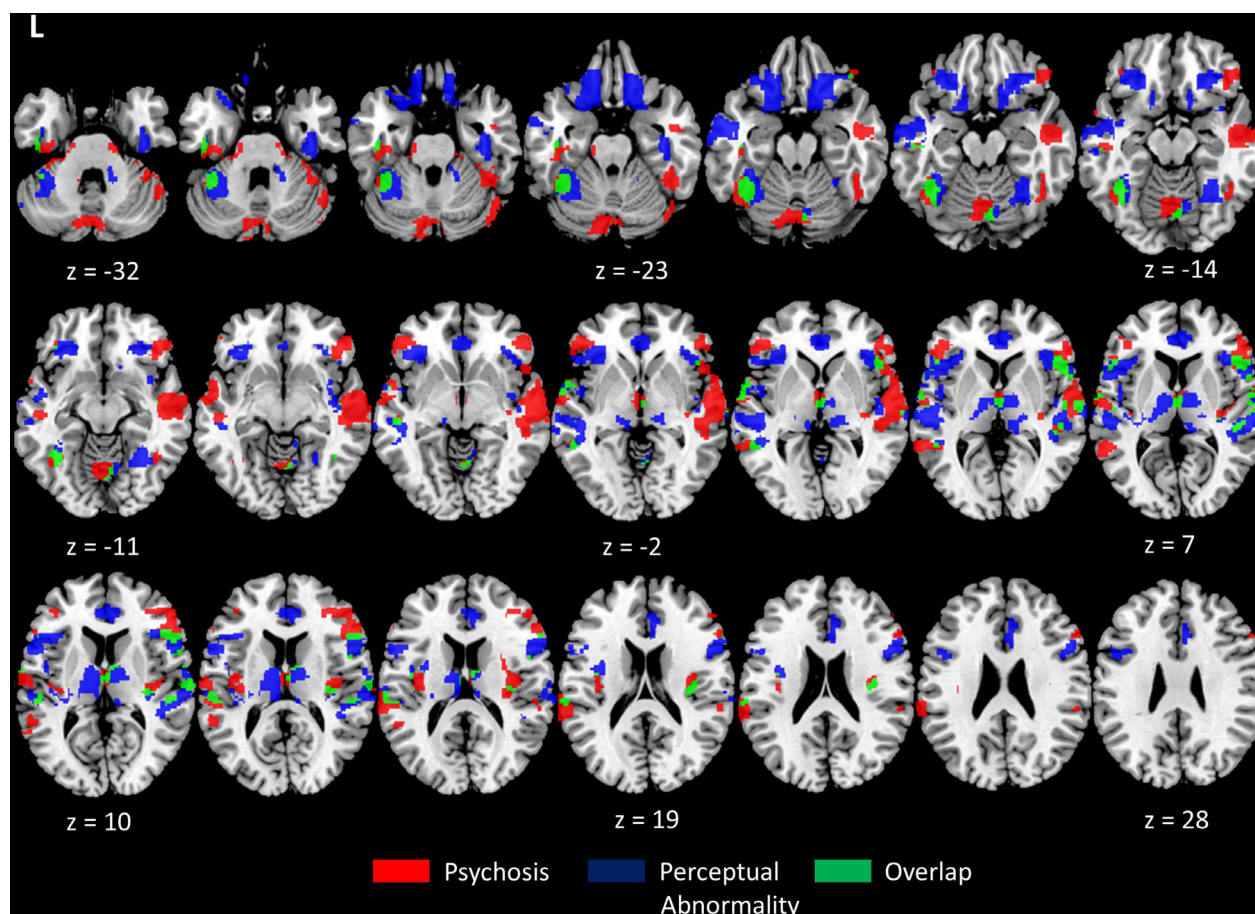 L
z = -32
z = -23
z = -14
z = -11
z = -2
z = 7
z = 10
z = 19
z = 28
Psychosis
Perceptual
Abnormality
Overlap